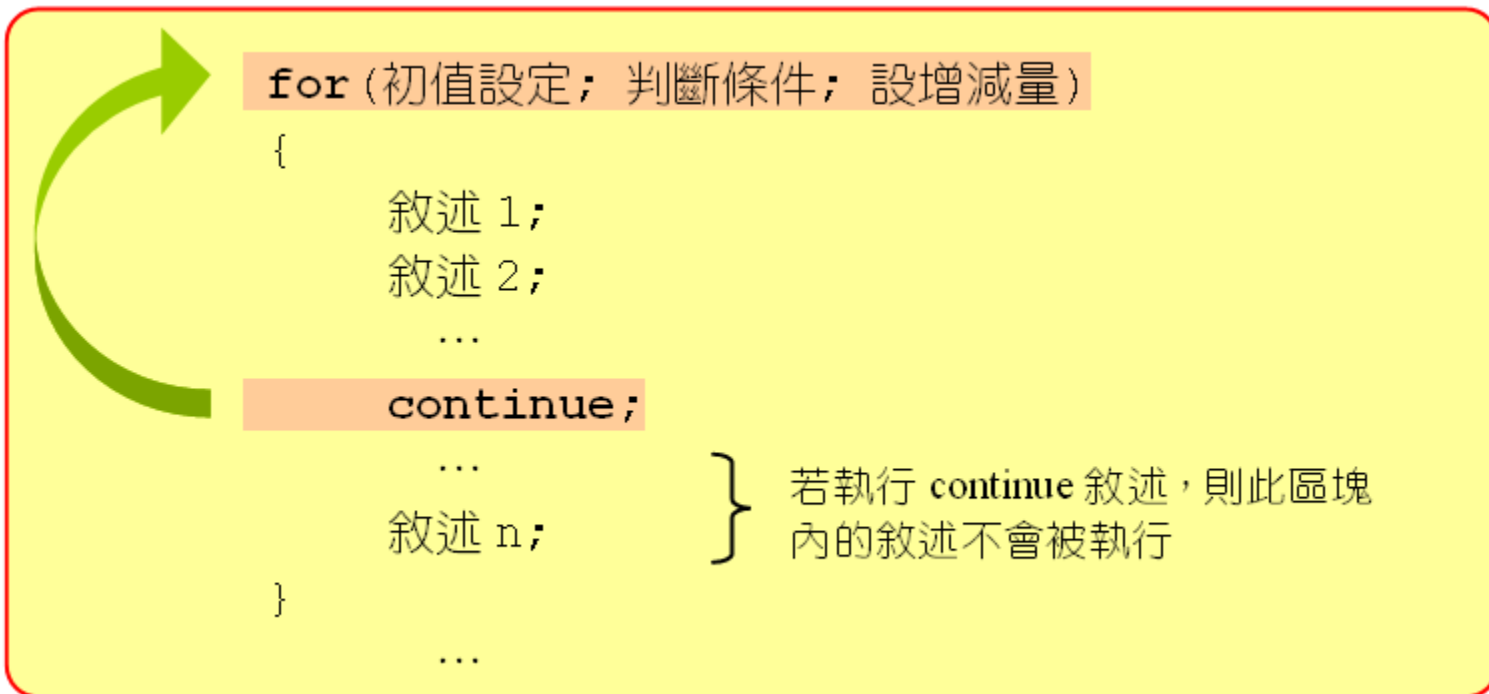 for(初值設定; 判斷條件; 設增減量)
{
敘述 1;
敘述 2;
…
continue;
…
敘述 n;
若執行 continue 敘述，則此區塊
內的敘述不會被執行
}
…